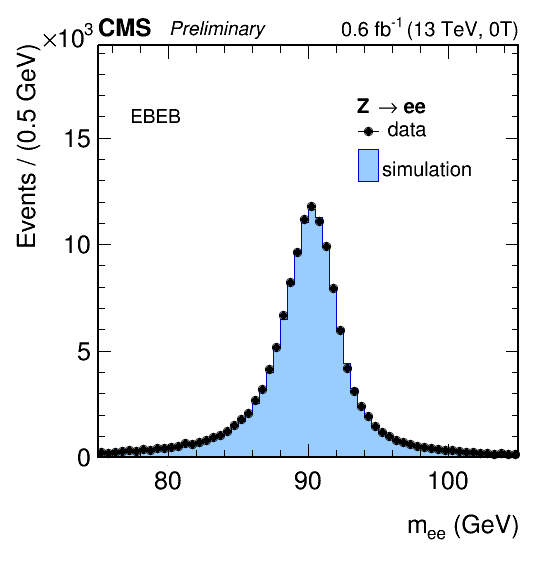 ×10³ CMS Preliminary 0.6 fb⁻¹ (13 TeV, 0T)
Events / (0.5 GeV)
EBEB
Z → ee
data
simulation
15
10
5
0
80 90 100
mₑₑ (GeV)